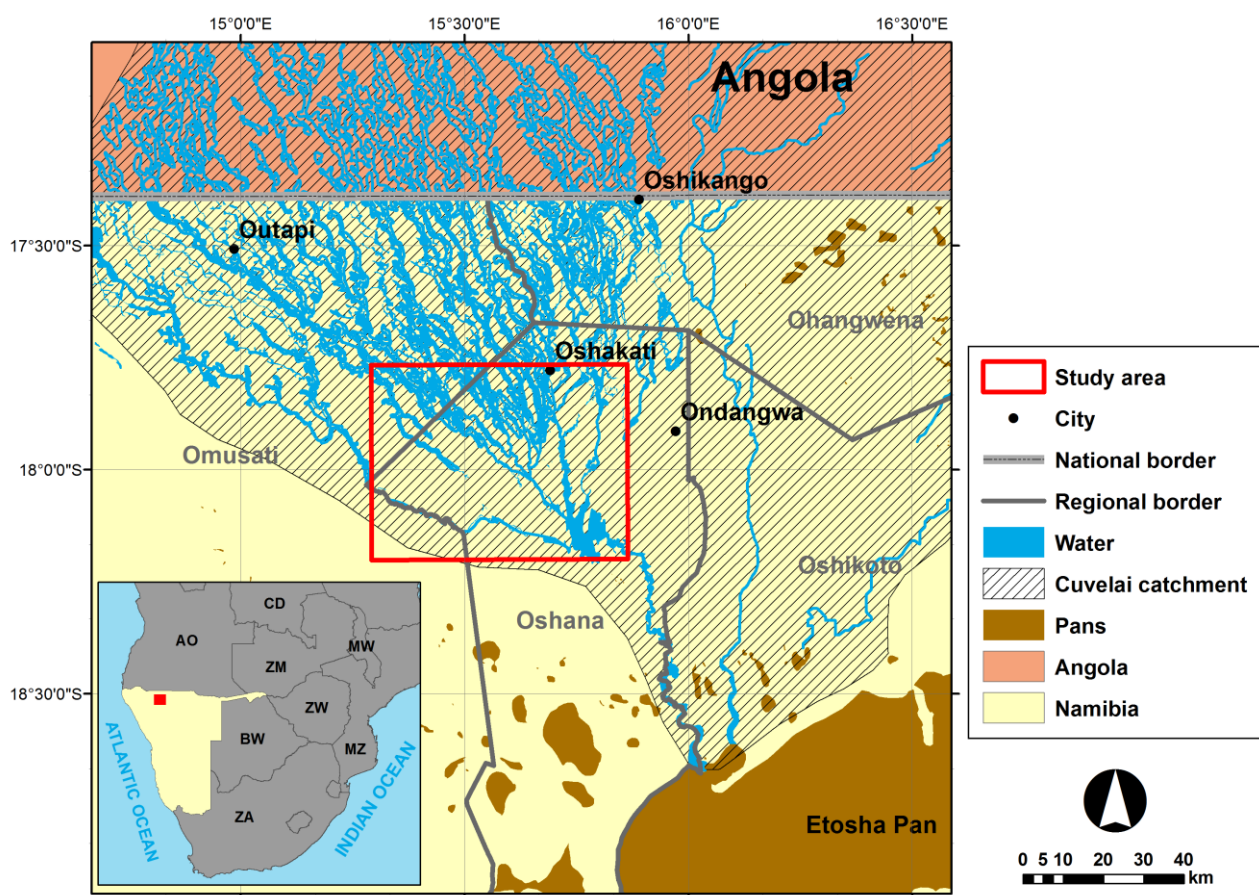 15°0'0"E
15°30'0"E
16°0'0"E
16°30'0"E
Angola
Oshikango
17°30'0"S
Outapi
Ohangwena
Oshakati
Ondangwa
18°0'0"S
Omusati
Oshikoto
Oshana
18°30'0"S
Etosha Pan
CD
AO
MW
ZM
ZW
BW
MZ
ZA
ATLANTIC OCEAN
INDIAN OCEAN
Study area
City
National border
Regional border
Water
Cuvelai catchment
Pans
Angola
Namibia
0 5 10 20 30 40
km